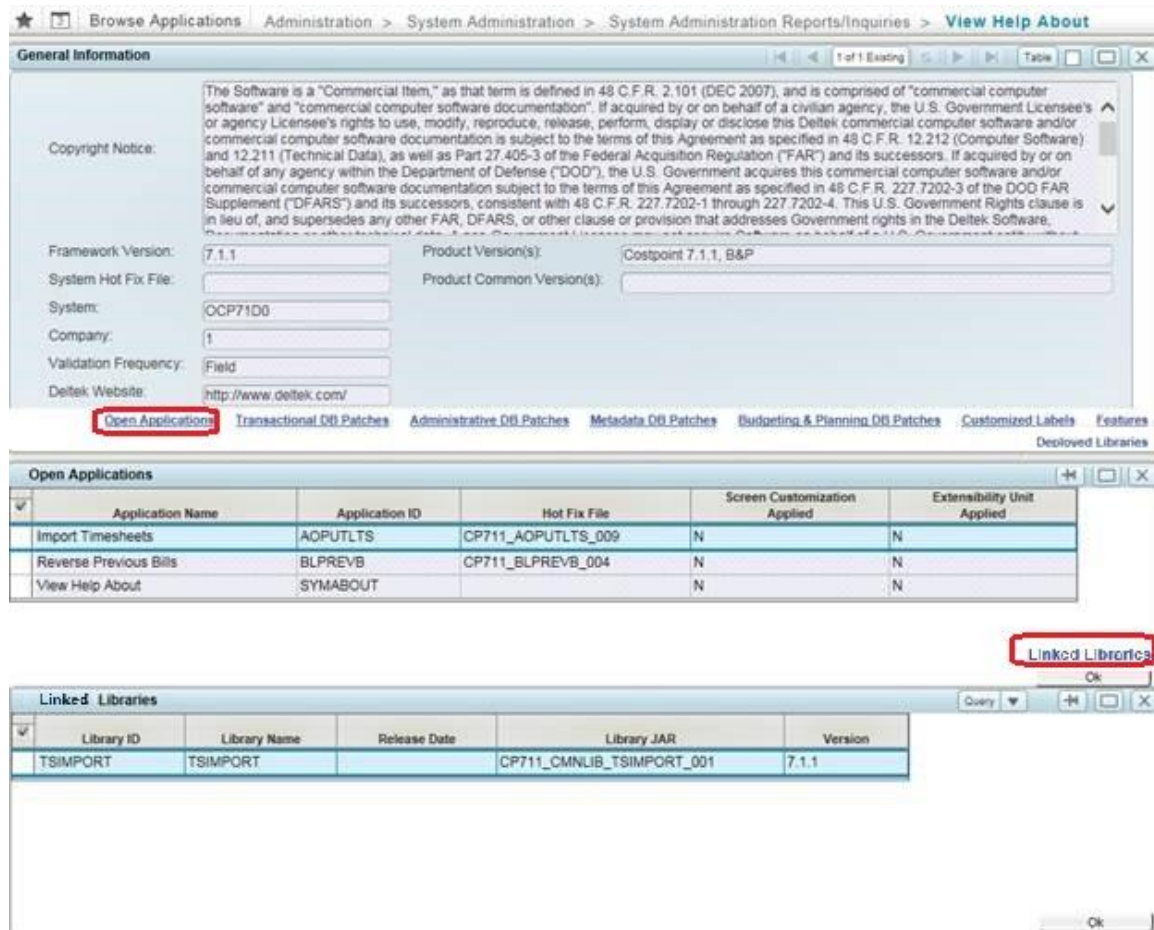 Browse Applications Administration > System Administration > System Administration Reports/Inquiries > View Help About
General Information
1 of 1 Existing
Table
Copyright Notice:
The Software is a "Commercial Item," as that term is defined in 48 C.F.R. 2.101 (DEC 2007), and is comprised of "commercial computer
software" and "commercial computer software documentation". If acquired by or on behalf of a civilian agency, the U.S. Government Licensee's
or agency Licensee's rights to use, modify, reproduce, release, perform, display or disclose this Deltek commercial computer software and/or
commercial computer software documentation is subject to the terms of this Agreement as specified in 48 C.F.R. 12.212 (Computer Software)
and 12.211 (Technical Data), as well as Part 27.405-3 of the Federal Acquisition Regulation ("FAR") and its successors. If acquired by or on
behalf of any agency within the Department of Defense ("DOD"), the U.S. Government acquires this commercial computer software and/or
commercial computer software documentation subject to the terms of this Agreement as specified in 48 C.F.R. 227.7202-3 of the DOD FAR
Supplement ("DFARS") and its successors, consistent with 48 C.F.R. 227.7202-1 through 227.7202-4. This U.S. Government Rights clause is
in lieu of, and supersedes any other FAR, DFARS, or other clause or provision that addresses Government rights in the Deltek Software,
Framework Version: 7.1.1 Product Version(s): Costpoint 7.1.1, B&P
System Hot Fix File: Product Common Version(s):
System: OCP71D0
Company: 1
Validation Frequency: Field
Deltek Website: http://www.deltek.com/
Open Applications Transactional DB Patches Administrative DB Patches Metadata DB Patches Budgeting & Planning DB Patches Customized Labels Features
Deployed Libraries
Open Applications
Application Name Application ID Hot Fix File Screen Customization Applied Extensibility Unit Applied
Import Timesheets AOPUTLTS CP711_AOPUTLTS_009 N N
Reverse Previous Bills BLPREVB CP711_BLPREVB_004 N N
View Help About SYMABOUT N N
Linked Libraries
Ok
Linked Libraries
Query
Library ID Library Name Release Date Library JAR Version
TSIMPORT TSIMPORT CP711_CMNLIB_TSIMPORT_001 7.1.1
Ok